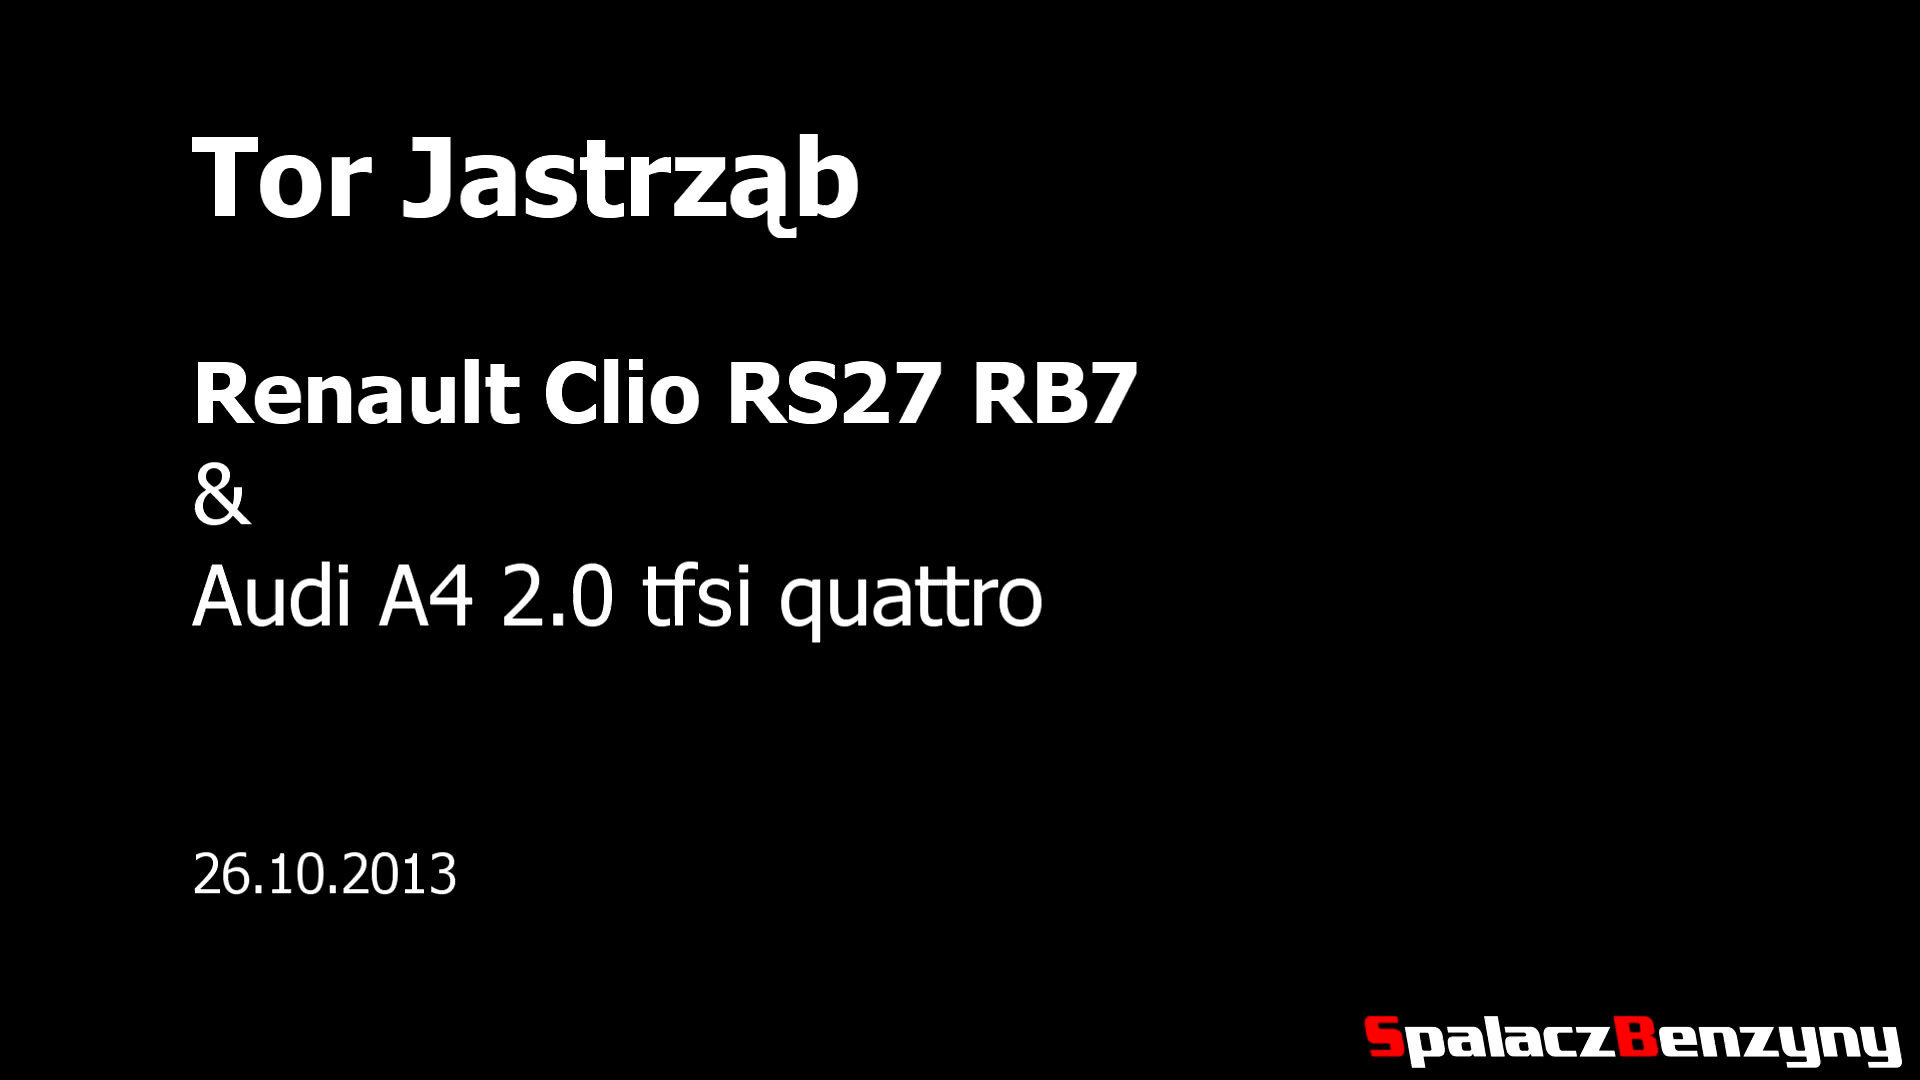 Tor Jastrząb
Renault Clio RS27 RB7
&
Audi A4 2.0 tfsi quattro
26.10.2013
SpalaczBenzyny